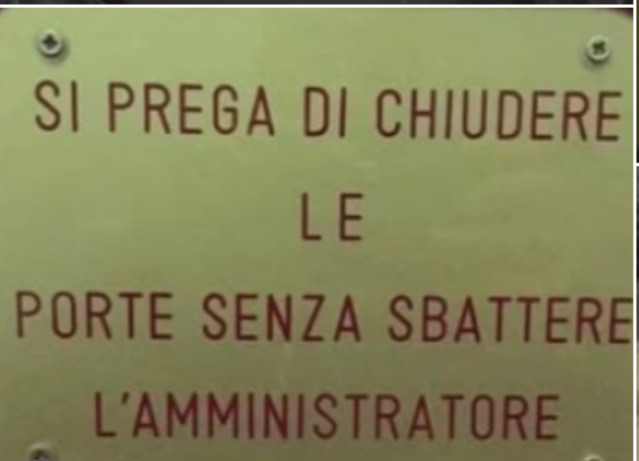 SI PREGA DI CHIUDERE
LE
PORTE SENZA SBATTERE
L'AMMINISTRATORE